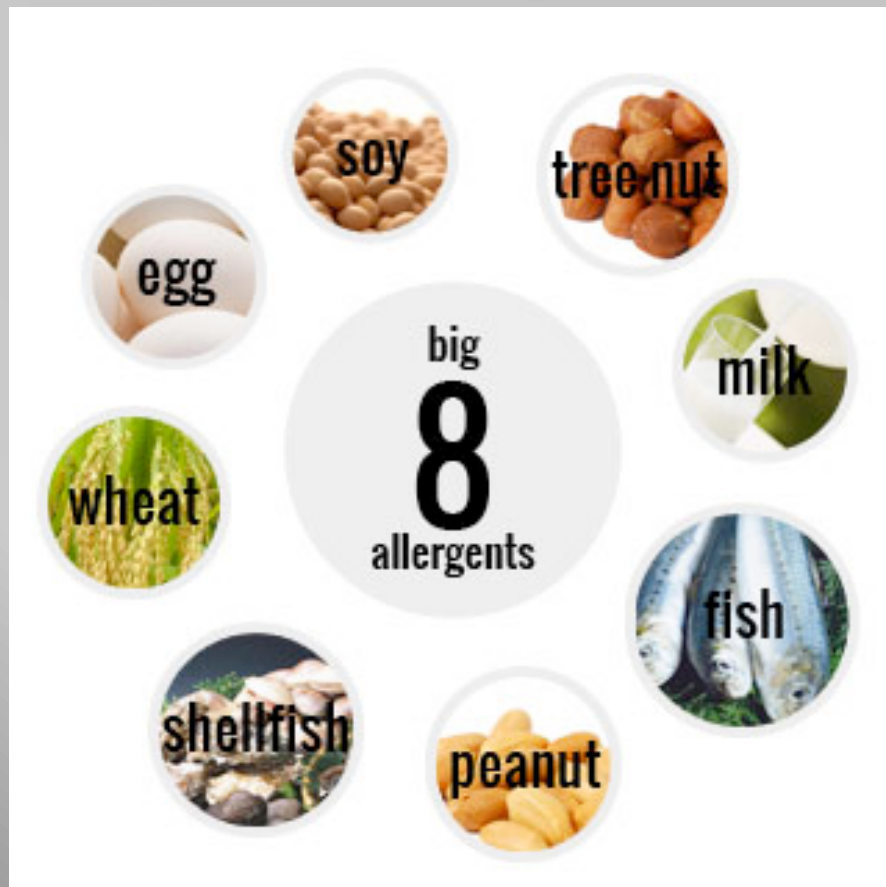 soy
tree nut
egg
big
8
allergents
milk
wheat
fish
shellfish
peanut